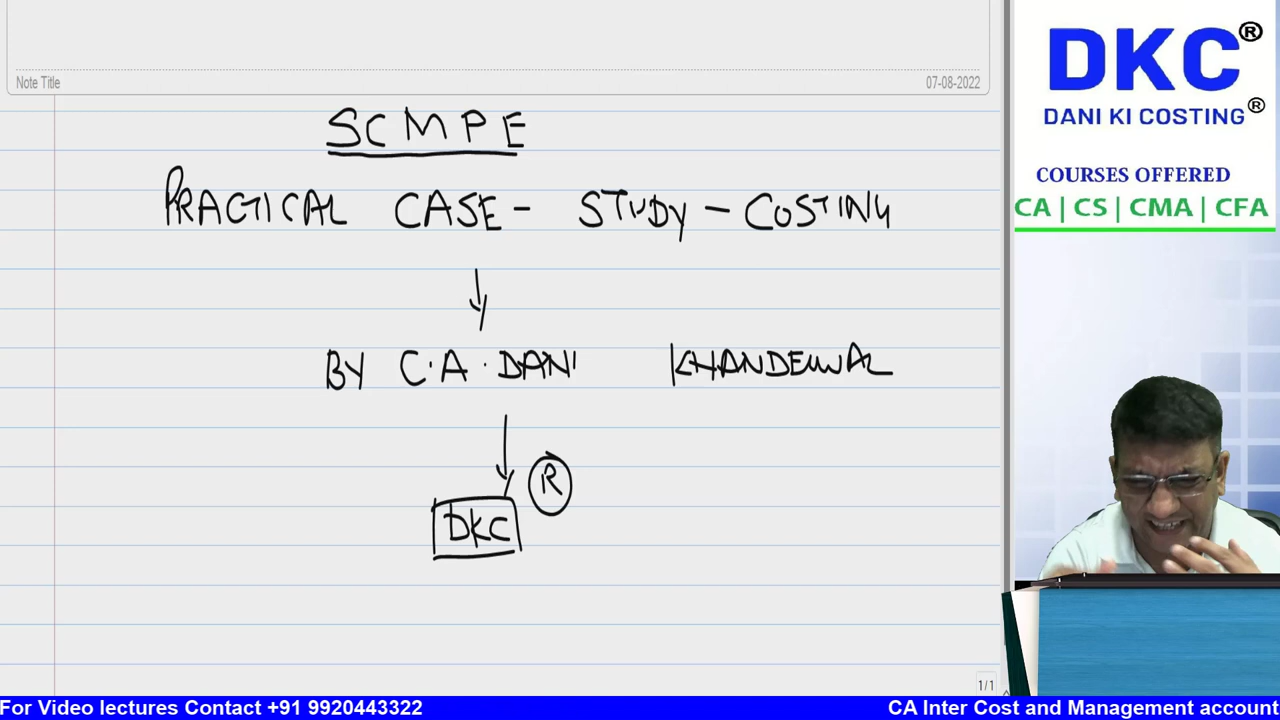 Note Title
07-08-2022
SCMPE
PRACTICAL CASE - STUDY - COSTING
BY C.A. DANI KHANDELWAL
R
DKC
1/1
DKC®
DANI KI COSTING®
COURSES OFFERED
CA | CS | CMA | CFA
For Video lectures Contact +91 9920443322
CA Inter Cost and Management account